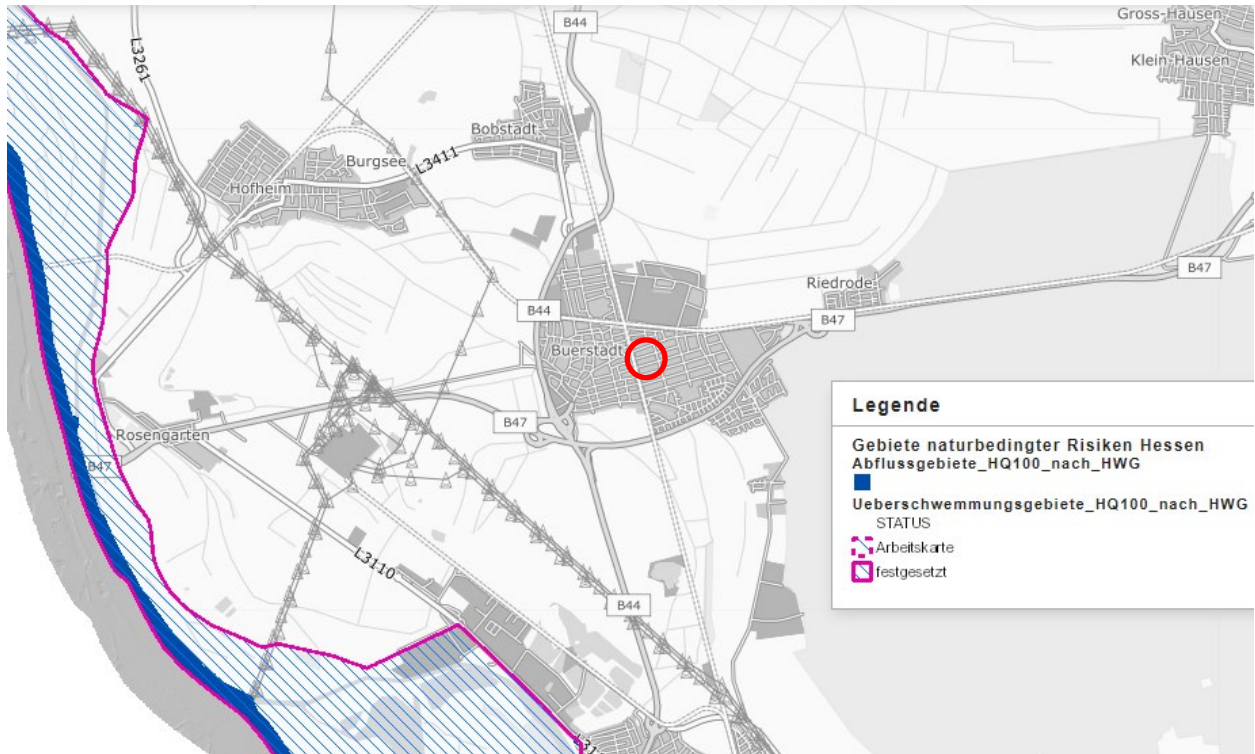 B44
Gross-Hausen
Klein-Hausen
L3261
Bobstadt
Burgsee
L3411
Hofheim
B47
Riedrode
B44
B47
Buerstadt
B47
Rosengarten
B47
L3110
B44
Legende
Gebiete naturbedingter Risiken Hessen
Abflussgebiete_HQ100_nach_HWG
Ueberschwemmungsgebiete_HQ100_nach_HWG
STATUS
Arbeitskarte
festgesetzt